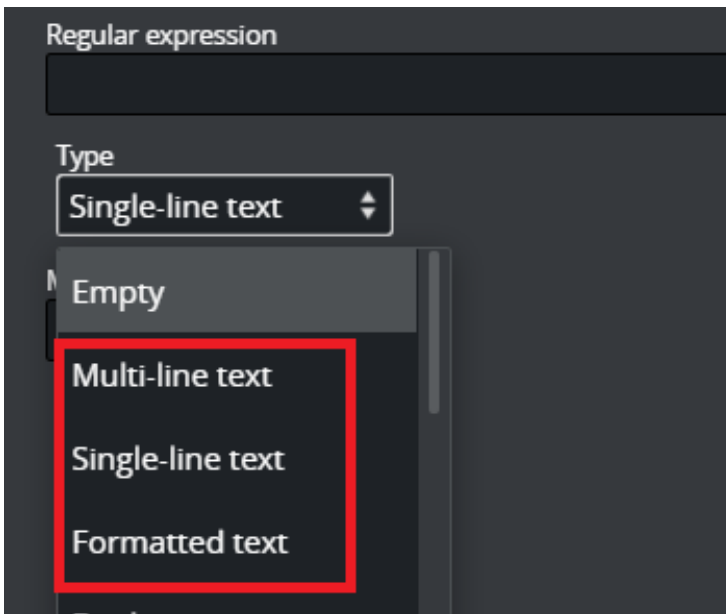 Regular expression
Type
Single-line text
Empty
Multi-line text
Single-line text
Formatted text